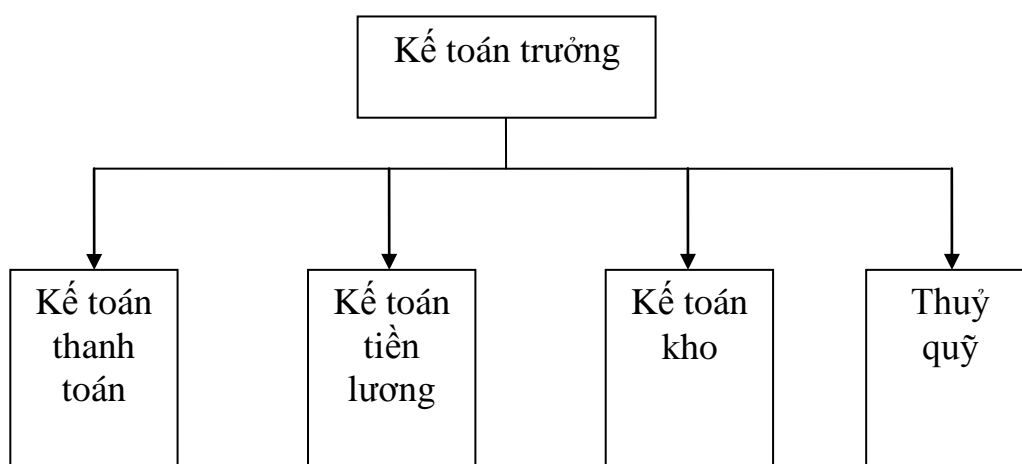 Kế toán trưởng
Kế toán
thanh
toán
Kế toán
tiền
lương
Kế toán
kho
Thuỷ
quỹ